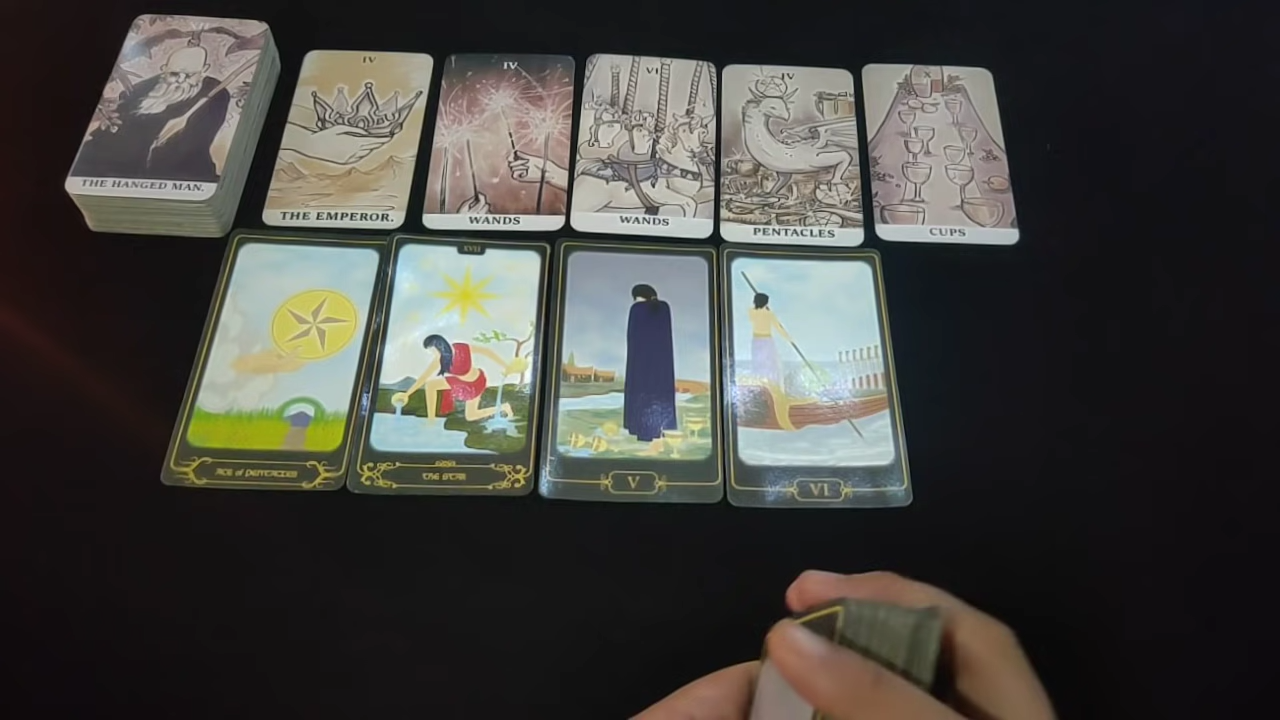 THE HANGED MAN.
IV
THE EMPEROR.
IV
WANDS
VI
WANDS
IV
PENTACLES
X
CUPS
ACE of PENTACLES
XVII
THE STAR
V
VI